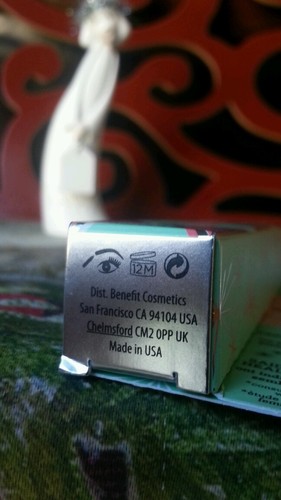 12M
Dist. Benefit Cosmetics
San Francisco CA 94104 USA
Chelmsford CM2 0PP UK
Made in USA